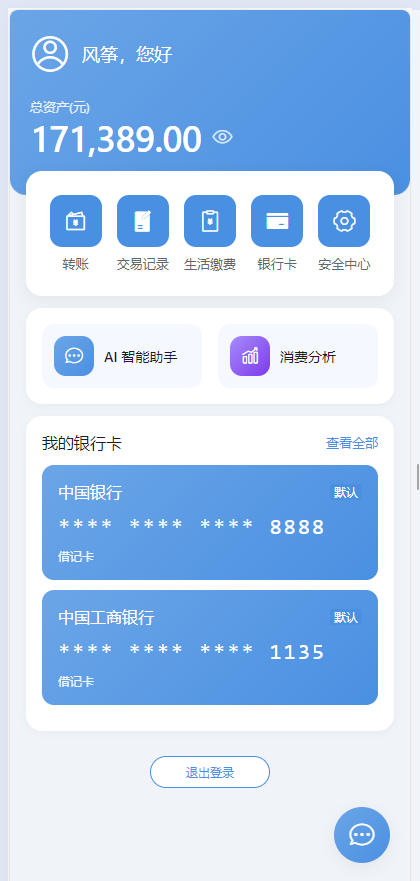 风筝，您好
总资产(元)
171,389.00
转账 交易记录 生活缴费 银行卡 安全中心
AI 智能助手 消费分析
我的银行卡 查看全部
中国银行 默认
**** **** **** 8888
借记卡
中国工商银行 默认
**** **** **** 1135
借记卡
退出登录